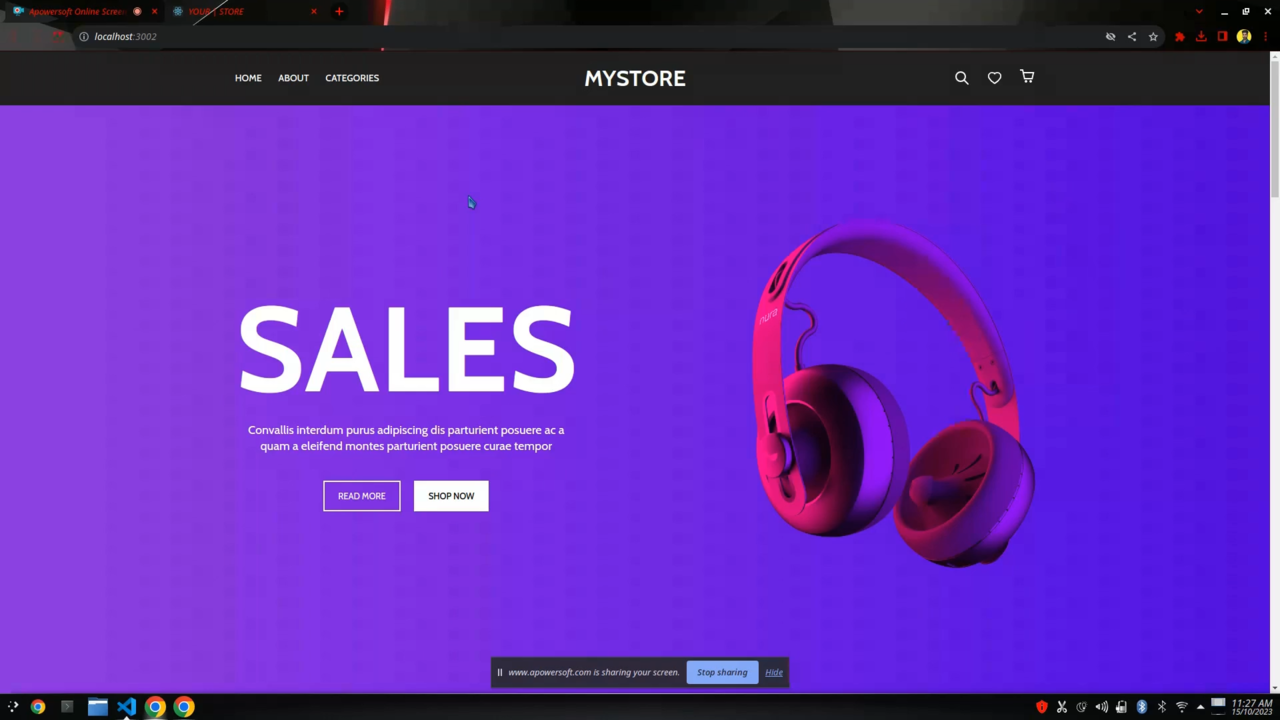 Apowersoft Online Scree
YOUR | STORE
localhost:3002
HOME
ABOUT
CATEGORIES
MYSTORE
nura
SALES
Convallis interdum purus adipiscing dis parturient posuere ac a
quam a eleifend montes parturient posuere curae tempor
READ MORE
SHOP NOW
www.apowersoft.com is sharing your screen.
Stop sharing
Hide
11:27 AM
15/10/2023